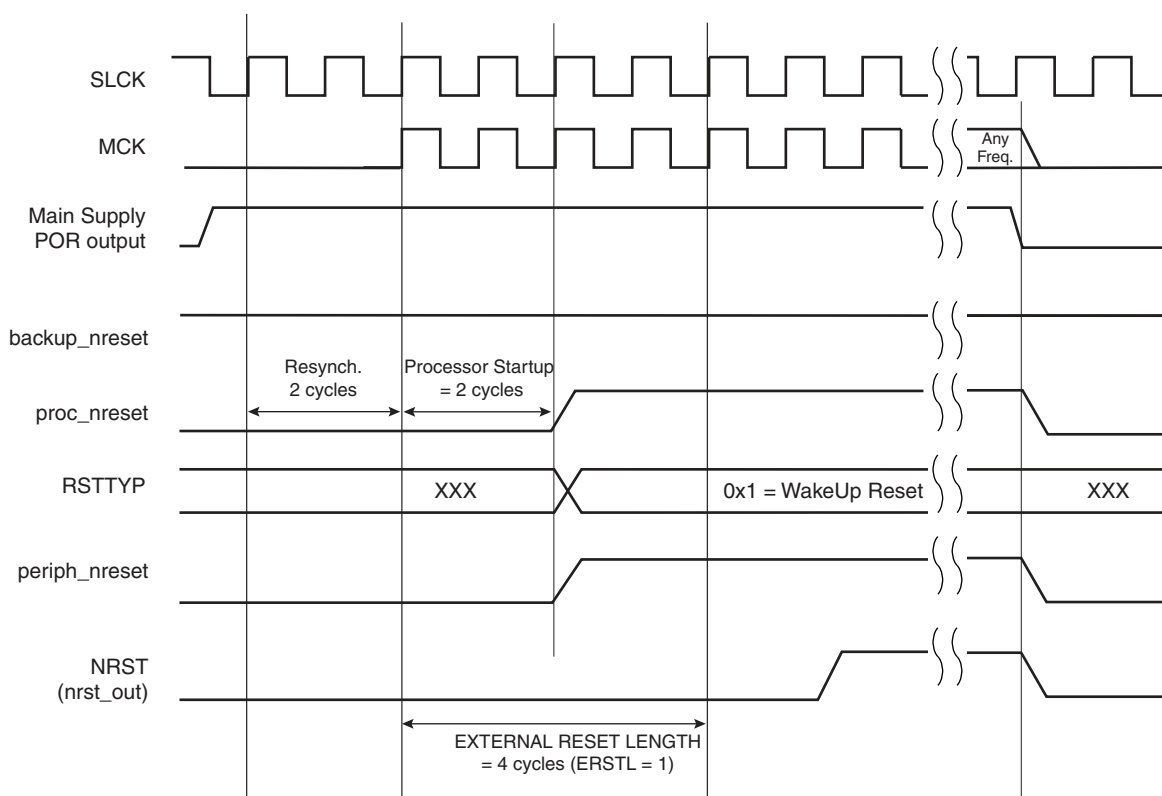 SLCK
MCK
Any
Freq.
Main Supply
POR output
backup_nreset
Resynch.
2 cycles
Processor Startup
= 2 cycles
proc_nreset
RSTTYP
XXX
0x1 = WakeUp Reset
XXX
periph_nreset
NRST
(nrst_out)
EXTERNAL RESET LENGTH
= 4 cycles (ERSTL = 1)